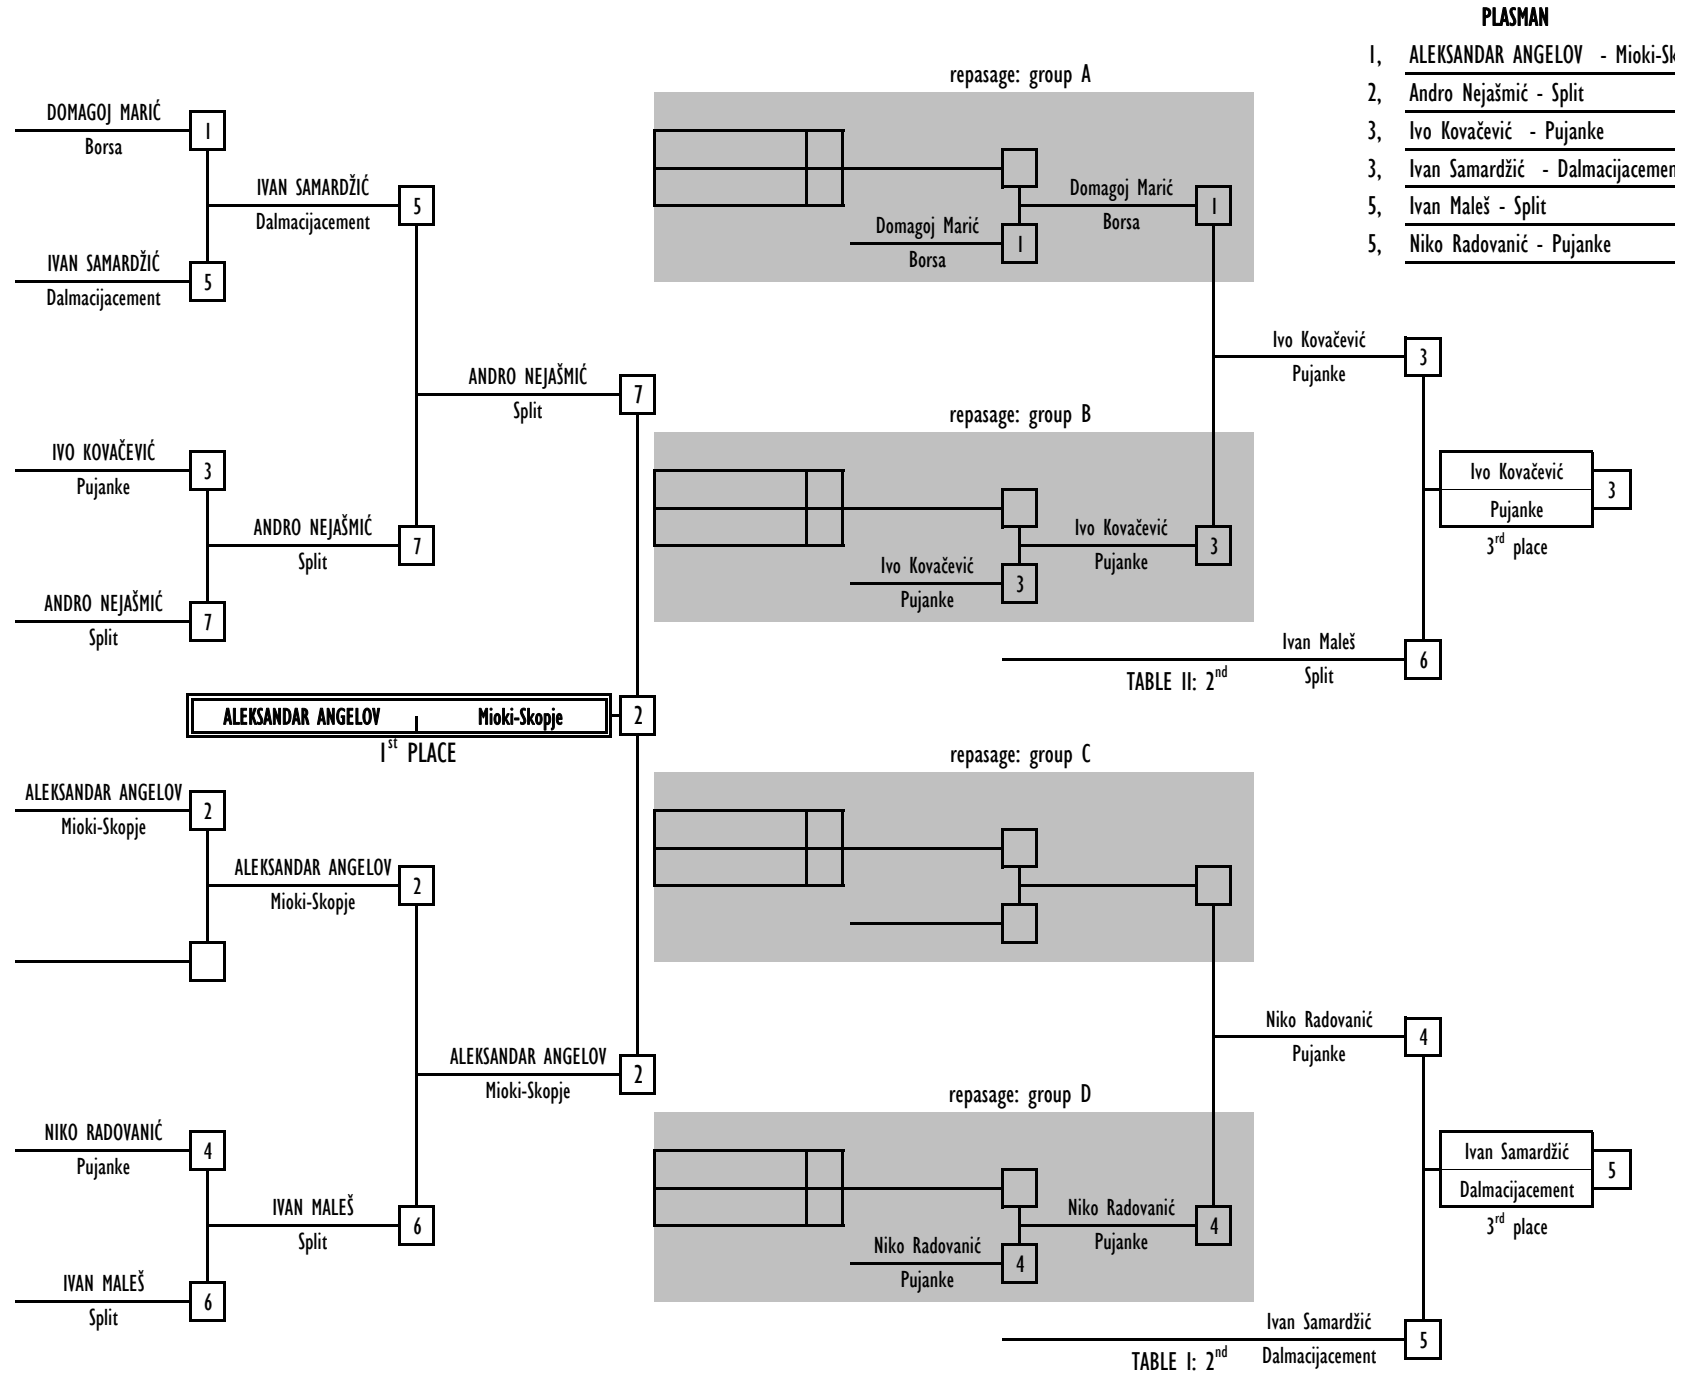 PLASMAN
1, ALEKSANDAR ANGELOV - Mioki-Sk
2, Andro Nejašmić - Split
3, Ivo Kovačević - Pujanke
3, Ivan Samardžić - Dalmacijacemen
5, Ivan Maleš - Split
5, Niko Radovanić - Pujanke
DOMAGOJ MARIĆ
1
Borsa
IVAN SAMARDŽIĆ
5
Dalmacijacement
IVAN SAMARDŽIĆ
5
Dalmacijacement
IVO KOVAČEVIĆ
3
Pujanke
ANDRO NEJAŠMIĆ
7
Split
ANDRO NEJAŠMIĆ
7
Split
ANDRO NEJAŠMIĆ
7
Split
ALEKSANDAR ANGELOV Mioki-Skopje
2
1st PLACE
ALEKSANDAR ANGELOV
2
Mioki-Skopje
ALEKSANDAR ANGELOV
2
Mioki-Skopje
ALEKSANDAR ANGELOV
2
Mioki-Skopje
NIKO RADOVANIĆ
4
Pujanke
IVAN MALEŠ
6
Split
IVAN MALEŠ
6
Split
repasage: group A
Domagoj Marić
1
Borsa
Domagoj Marić
1
Borsa
repasage: group B
Ivo Kovačević
3
Pujanke
Ivo Kovačević
3
Pujanke
Ivo Kovačević
3
Pujanke
Ivan Maleš
6
TABLE II: 2nd Split
Ivo Kovačević
3
Pujanke
3rd place
repasage: group C
repasage: group D
Niko Radovanić
4
Pujanke
Niko Radovanić
4
Pujanke
Niko Radovanić
4
Pujanke
Ivan Samardžić
5
TABLE I: 2nd Dalmacijacement
Ivan Samardžić
5
Dalmacijacement
3rd place